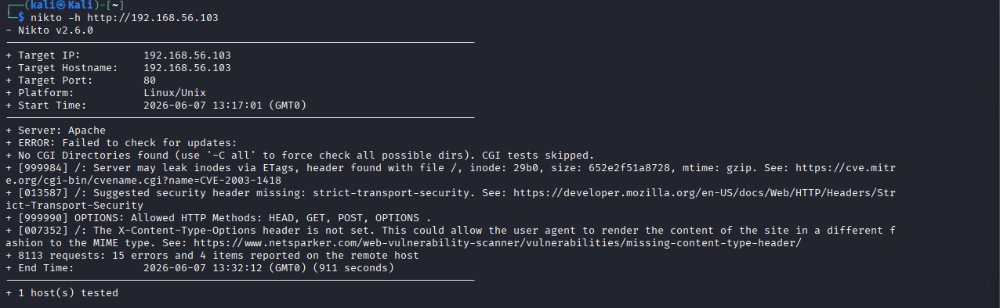 ┌──(kali㉿Kali)-[~]
└─$ nikto -h http://192.168.56.103
- Nikto v2.6.0
---------------------------------------------------------------------------
+ Target IP:          192.168.56.103
+ Target Hostname:    192.168.56.103
+ Target Port:        80
+ Platform:           Linux/Unix
+ Start Time:         2026-06-07 13:17:01 (GMT0)
---------------------------------------------------------------------------
+ Server: Apache
+ ERROR: Failed to check for updates:
+ No CGI Directories found (use '-C all' to force check all possible dirs). CGI tests skipped.
+ [999984] /: Server may leak inodes via ETags, header found with file /, inode: 29b0, size: 652e2f51a8728, mtime: gzip. See: https://cve.mitr
e.org/cgi-bin/cvename.cgi?name=CVE-2003-1418
+ [013587] /: Suggested security header missing: strict-transport-security. See: https://developer.mozilla.org/en-US/docs/Web/HTTP/Headers/Str
ict-Transport-Security
+ [999990] OPTIONS: Allowed HTTP Methods: HEAD, GET, POST, OPTIONS .
+ [007352] /: The X-Content-Type-Options header is not set. This could allow the user agent to render the content of the site in a different f
ashion to the MIME type. See: https://www.netsparker.com/web-vulnerability-scanner/vulnerabilities/missing-content-type-header/
+ 8113 requests: 15 errors and 4 items reported on the remote host
+ End Time:           2026-06-07 13:32:12 (GMT0) (911 seconds)
---------------------------------------------------------------------------
+ 1 host(s) tested